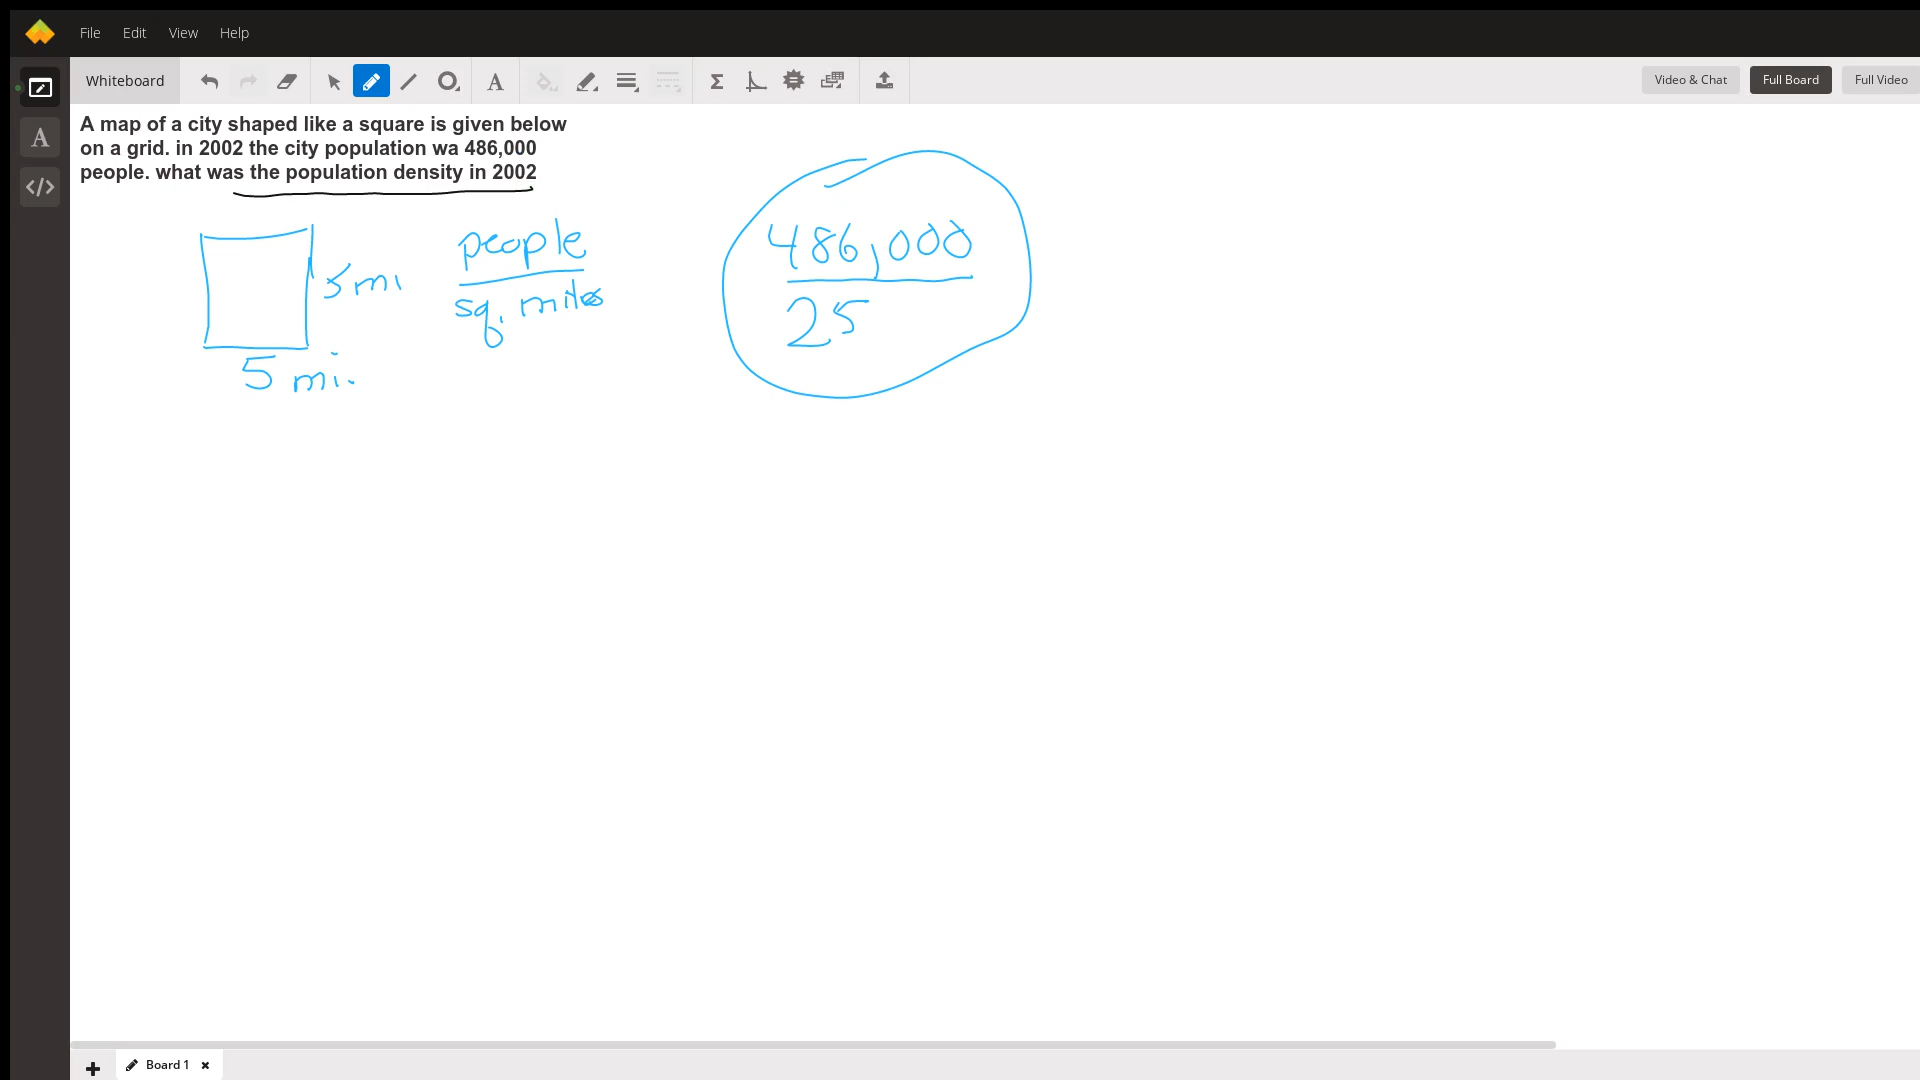 File Edit View Help
Whiteboard
Video & Chat Full Board Full Video
A map of a city shaped like a square is given below
on a grid. in 2002 the city population wa 486,000
people. what was the population density in 2002
5 mi
5 mi.
people
sq. miles
486,000
25
Board 1